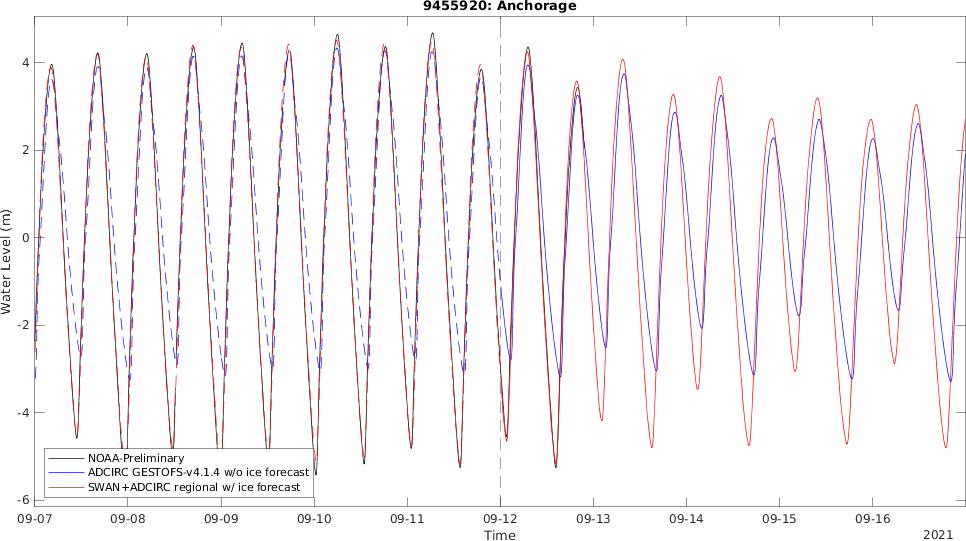 9455920: Anchorage
Water Level (m)
4
2
0
-2
-4
-6
NOAA-Preliminary
ADCIRC GESTOFS-v4.1.4 w/o ice forecast
SWAN+ADCIRC regional w/ ice forecast
09-07 09-08 09-09 09-10 09-11 09-12 09-13 09-14 09-15 09-16
Time
2021